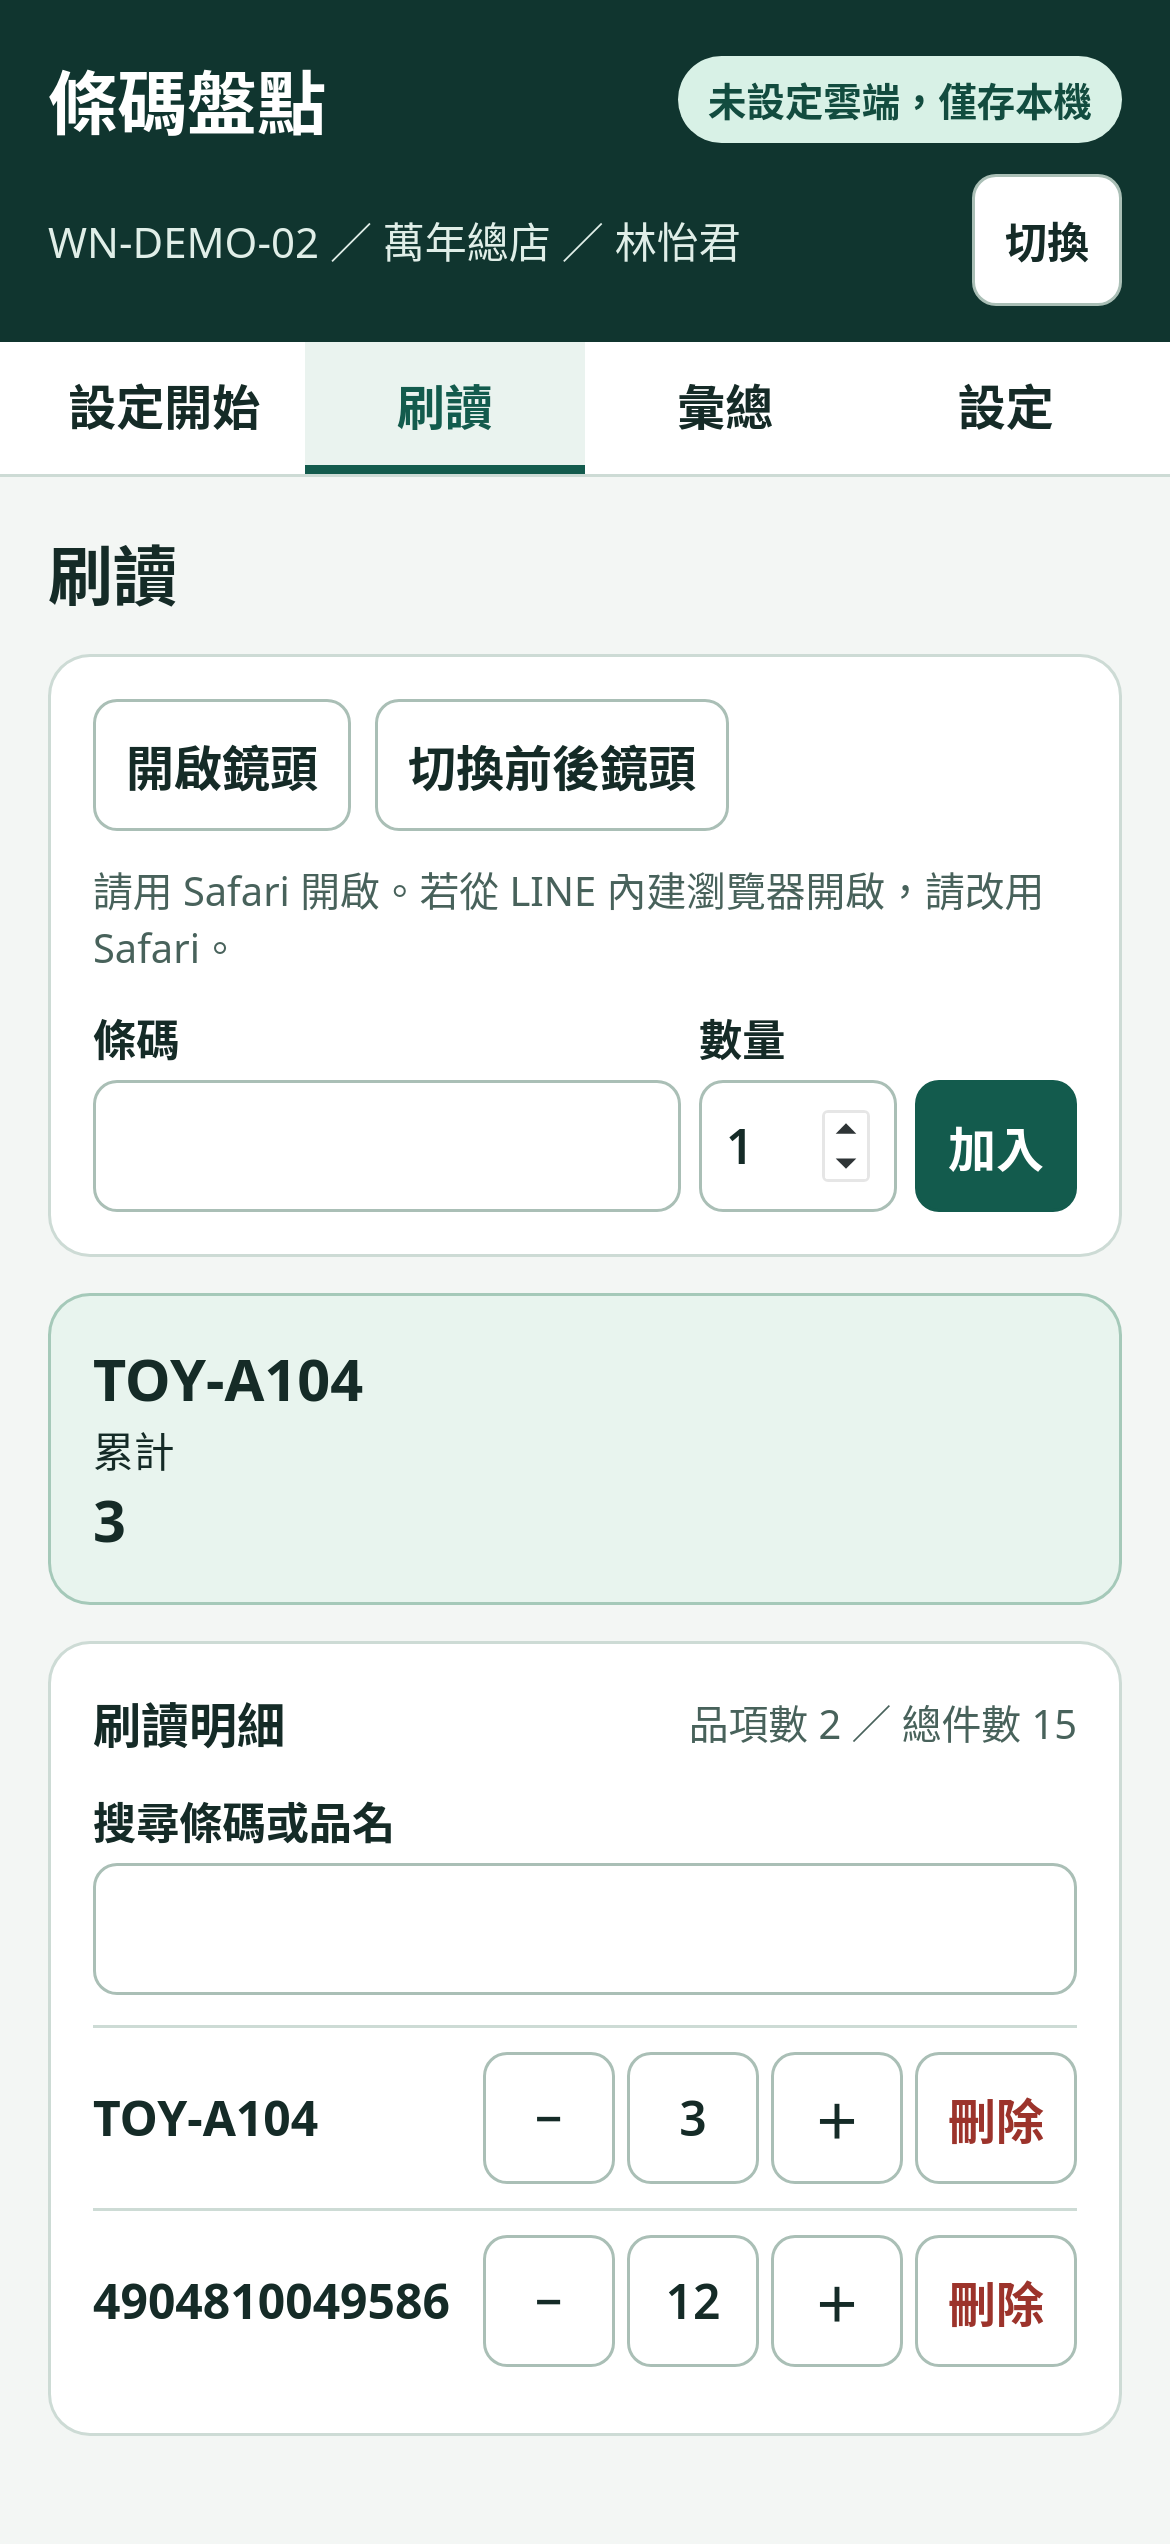 條碼盤點
未設定雲端，僅存本機
WN-DEMO-02 ／ 萬年總店 ／ 林怡君
切換
設定開始
刷讀
彙總
設定
刷讀
開啟鏡頭
切換前後鏡頭
請用 Safari 開啟。若從 LINE 內建瀏覽器開啟，請改用
Safari。
條碼
數量
1
加入
TOY-A104
累計
3
刷讀明細
品項數 2 ／ 總件數 15
搜尋條碼或品名
TOY-A104
−
3
＋
刪除
4904810049586
−
12
＋
刪除